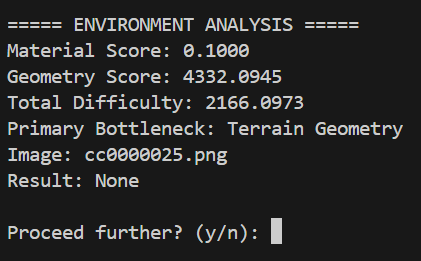 ===== ENVIRONMENT ANALYSIS =====
Material Score: 0.1000
Geometry Score: 4332.0945
Total Difficulty: 2166.0973
Primary Bottleneck: Terrain Geometry
Image: cc0000025.png
Result: None
Proceed further? (y/n):